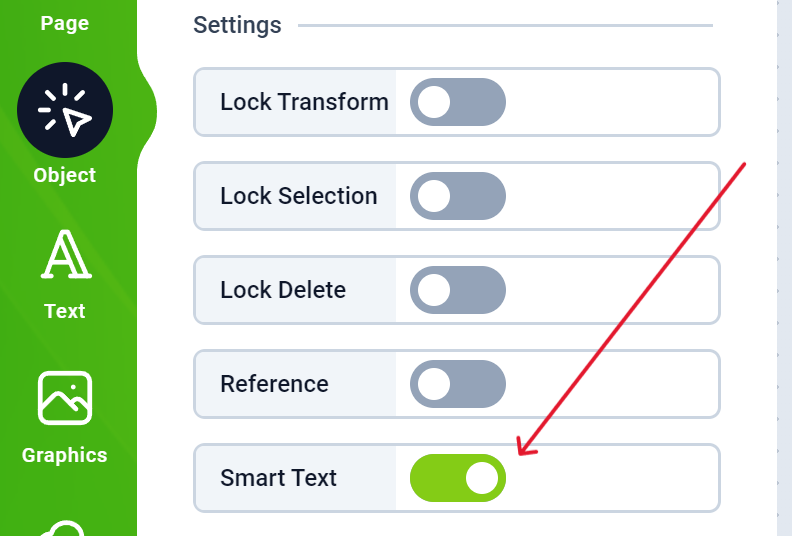 Page
Settings
Lock Transform
Object
Lock Selection
Lock Delete
Text
Reference
Graphics
Smart Text